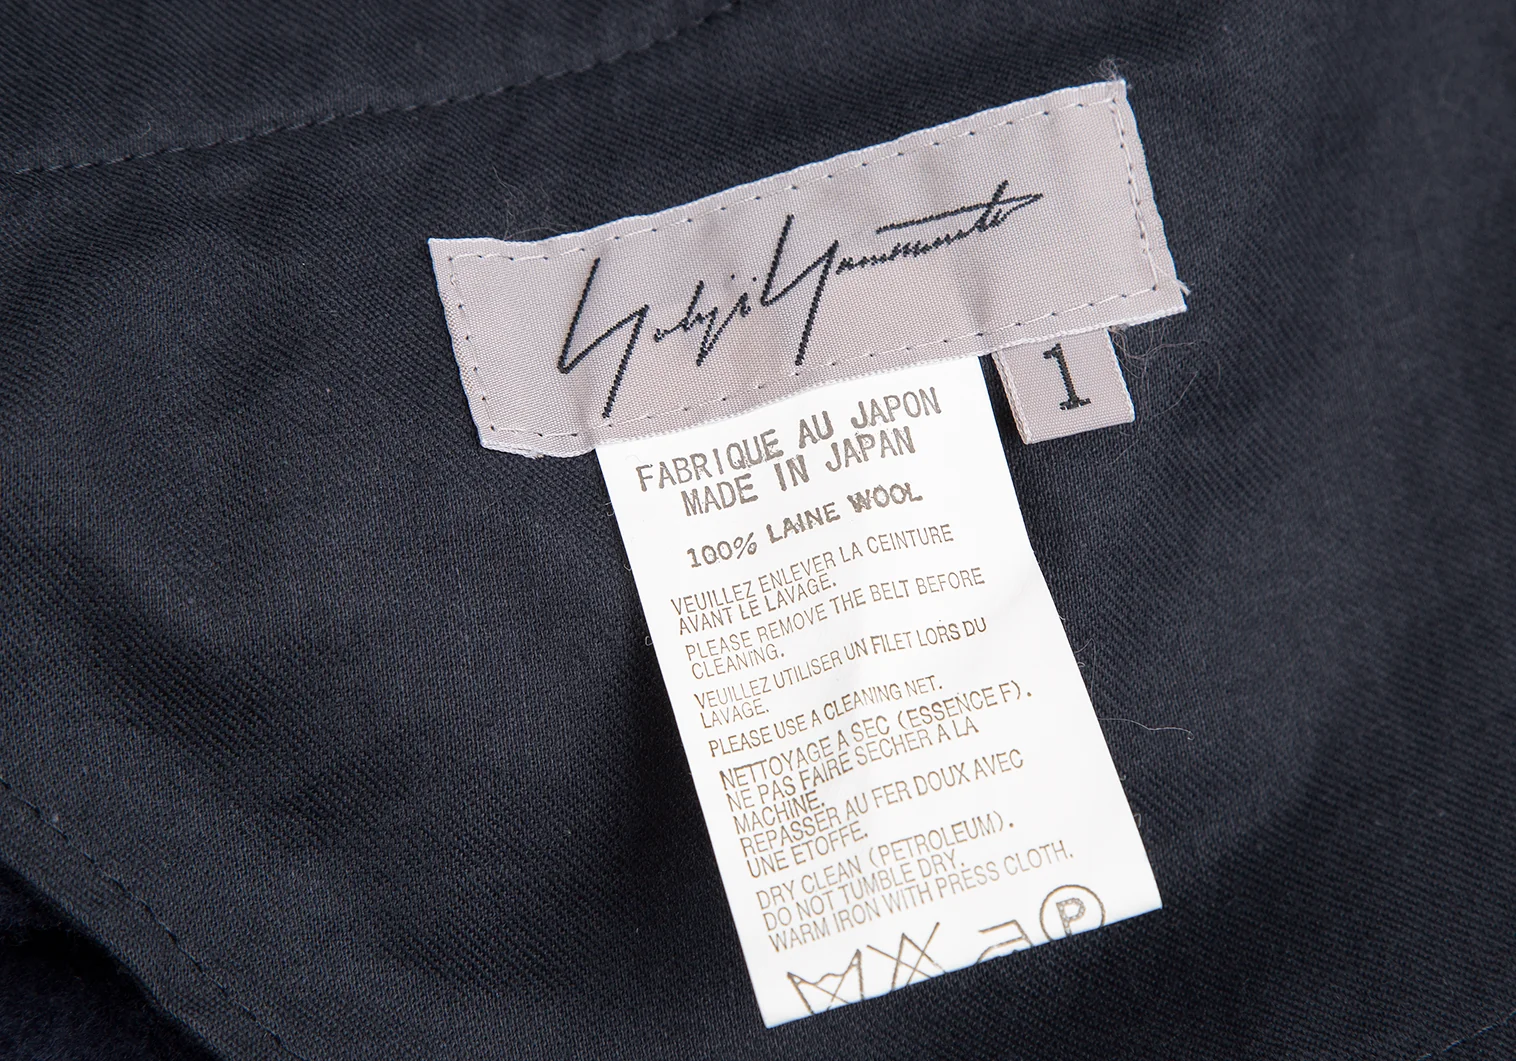 Yohji Yamamoto
1
FABRIQUE AU JAPON
MADE IN JAPAN
100% LAINE WOOL
VEUILLEZ ENLEVER LA CEINTURE
AVANT LE LAVAGE.
PLEASE REMOVE THE BELT BEFORE
CLEANING.
VEUILLEZ UTILISER UN FILET LORS DU
LAVAGE.
PLEASE USE A CLEANING NET.
NETTOYAGE A SEC (ESSENCE F).
NE PAS FAIRE SECHER A LA
MACHINE.
REPASSER AU FER DOUX AVEC
UNE ETOFFE.
DRY CLEAN (PETROLEUM).
DO NOT TUMBLE DRY.
WARM IRON WITH PRESS CLOTH.
P